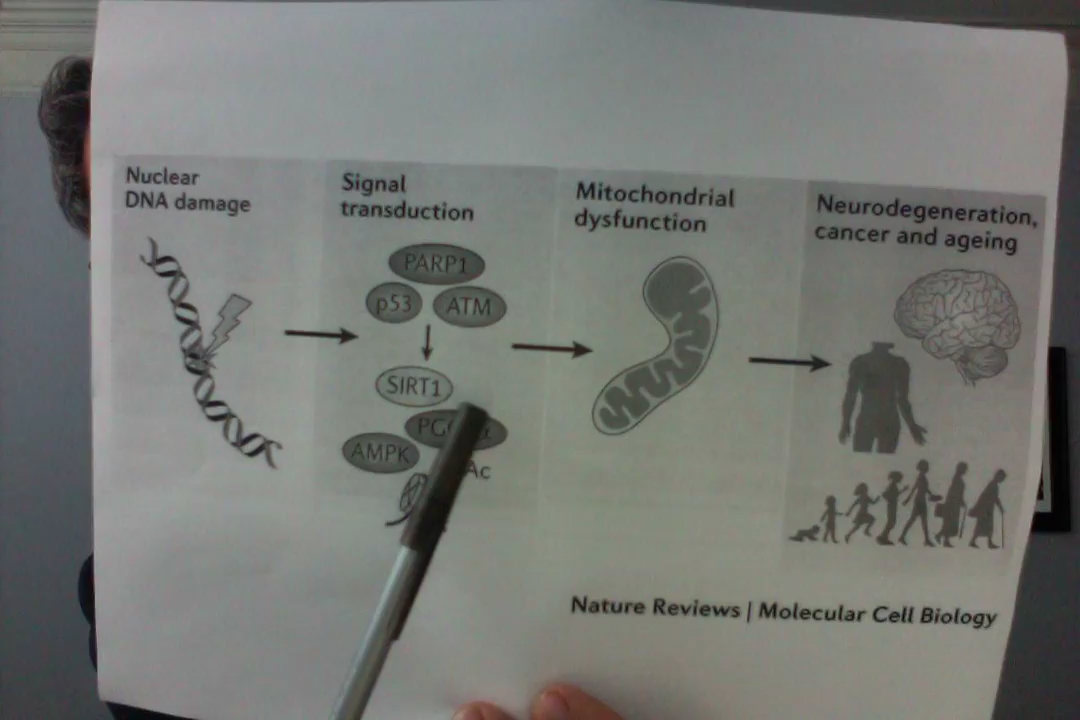 Nuclear
DNA damage
Signal
transduction
PARP1
p53
ATM
SIRT1
AMPK
Ac
Mitochondrial
dysfunction
Neurodegeneration,
cancer and ageing
Nature Reviews | Molecular Cell Biology